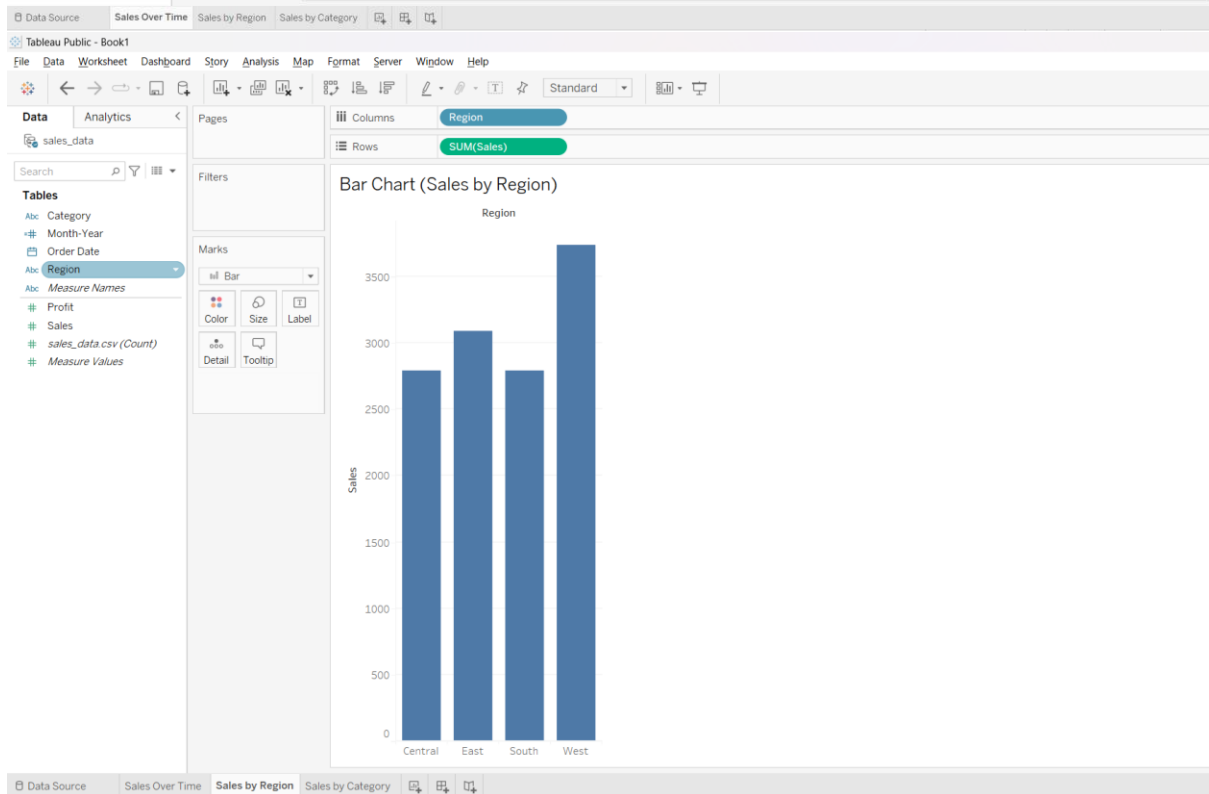 Data Source Sales Over Time Sales by Region Sales by Category
Tableau Public - Book1
File Data Worksheet Dashboard Story Analysis Map Format Server Window Help
Standard
Data Analytics
sales_data
Search
Tables
Abc Category
=# Month-Year
Order Date
Abc Region
Abc Measure Names
# Profit
# Sales
# sales_data.csv (Count)
# Measure Values
Pages
Filters
Marks
Bar
Color Size Label
Detail Tooltip
Columns Region
Rows SUM(Sales)
Bar Chart (Sales by Region)
Region
3500
3000
2500
2000
1500
1000
500
0
Sales
Central East South West
Data Source Sales Over Time Sales by Region Sales by Category